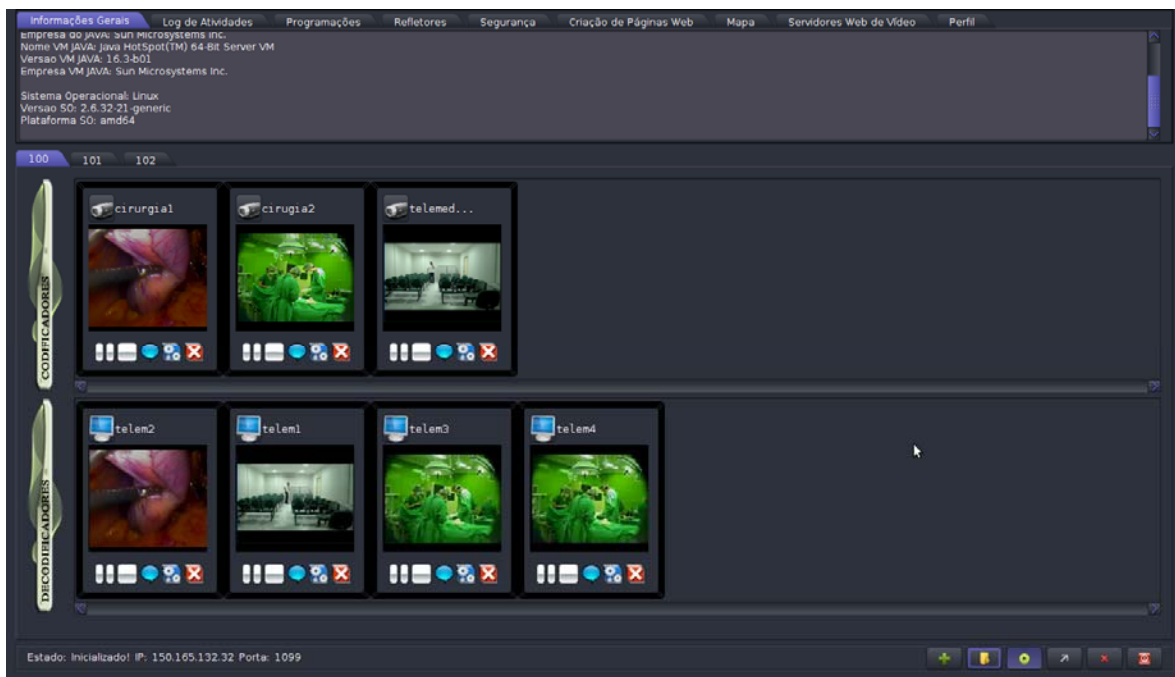 Informações Gerais Log de Atividades Programações Refletores Segurança Criação de Páginas Web Mapa Servidores Web de Vídeo Perfil
Empresa do JAVA: Sun Microsystems Inc.
Nome VM JAVA: Java HotSpot(TM) 64-Bit Server VM
Versao VM JAVA: 16.3-b01
Empresa VM JAVA: Sun Microsystems Inc.
Sistema Operacional: Linux
Versao SO: 2.6.32-21-generic
Plataforma SO: amd64
100 101 102
CODIFICADORES
cirurgia1 cirugia2 telemed...
DECODIFICADORES
telem2 telem1 telem3 telem4
Estado: Inicializado! IP: 150.165.132.32 Porta: 1099